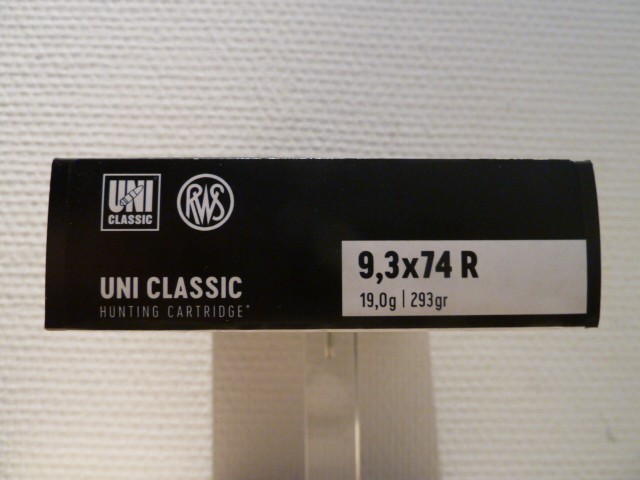 UNI
CLASSIC
RWS
UNI CLASSIC
HUNTING CARTRIDGE*
9,3x74 R
19,0g | 293gr